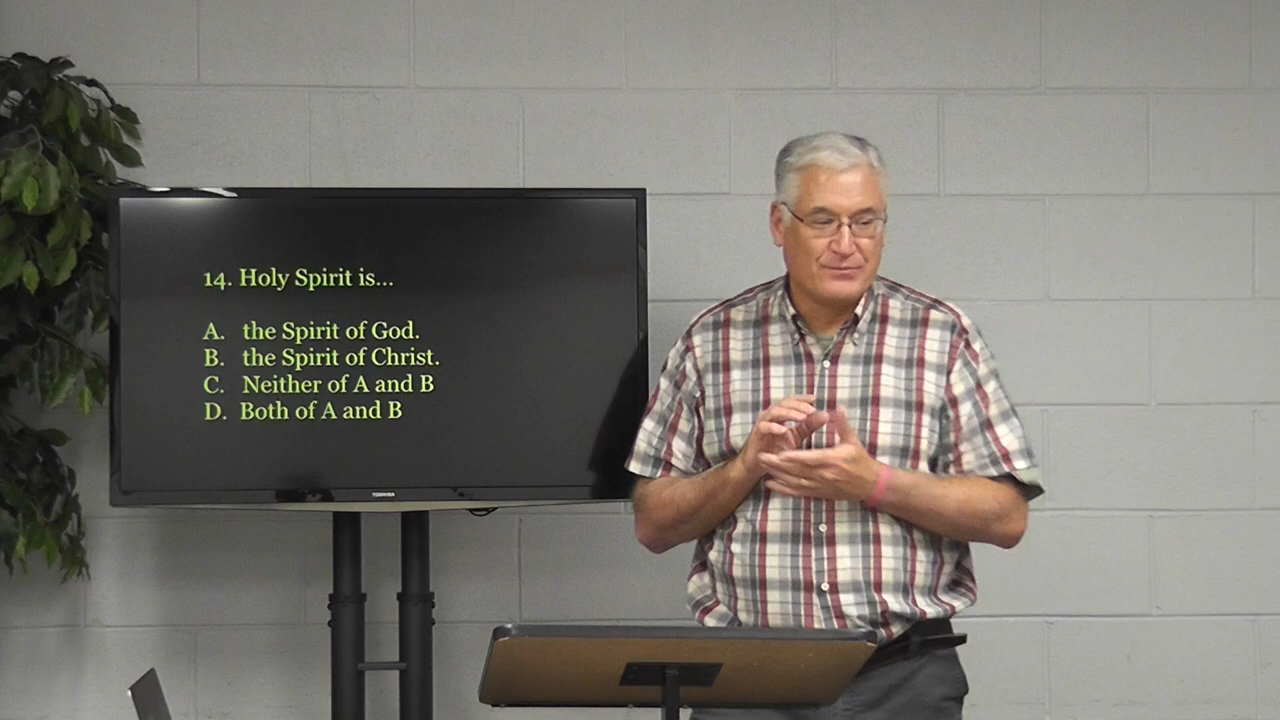 14. Holy Spirit is...
A. the Spirit of God.
B. the Spirit of Christ.
C. Neither of A and B
D. Both of A and B
TOSHIBA